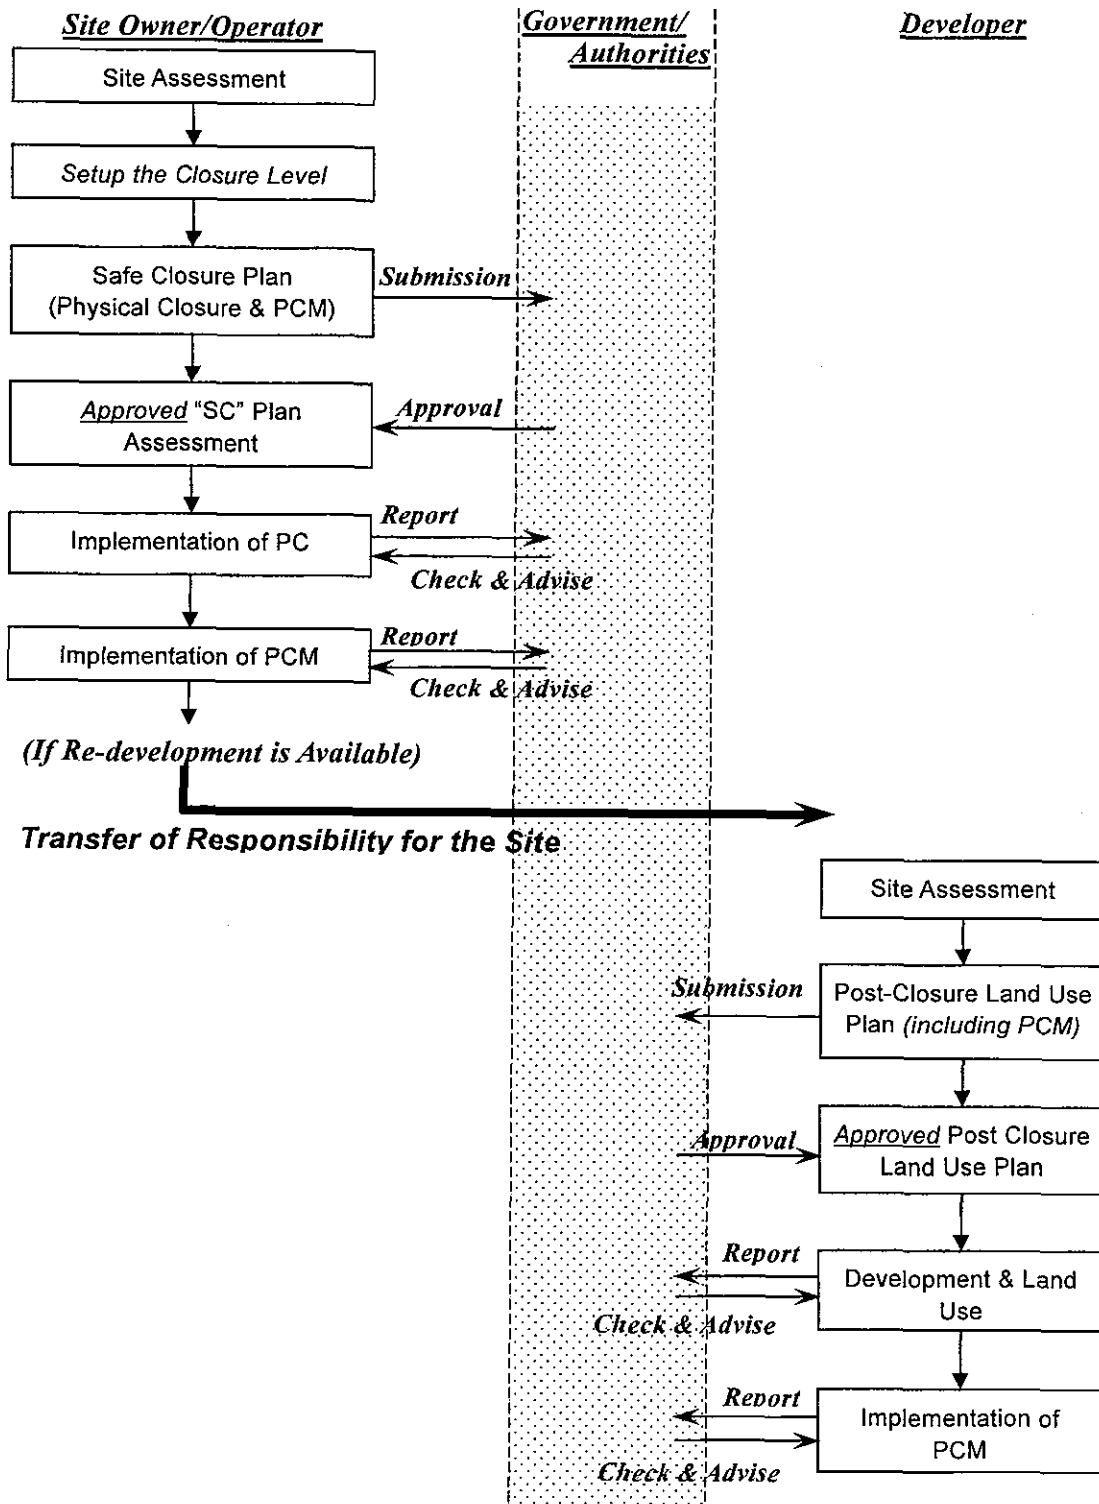 Site Owner/Operator
Government/
Authorities
Developer
Site Assessment
Setup the Closure Level
Safe Closure Plan
(Physical Closure & PCM)
Submission
Approved "SC" Plan
Assessment
Approval
Implementation of PC
Report
Check & Advise
Implementation of PCM
Report
Check & Advise
(If Re-development is Available)
Transfer of Responsibility for the Site
Site Assessment
Submission
Post-Closure Land Use
Plan (including PCM)
Approval
Approved Post Closure
Land Use Plan
Report
Development & Land
Use
Check & Advise
Report
Implementation of
PCM
Check & Advise